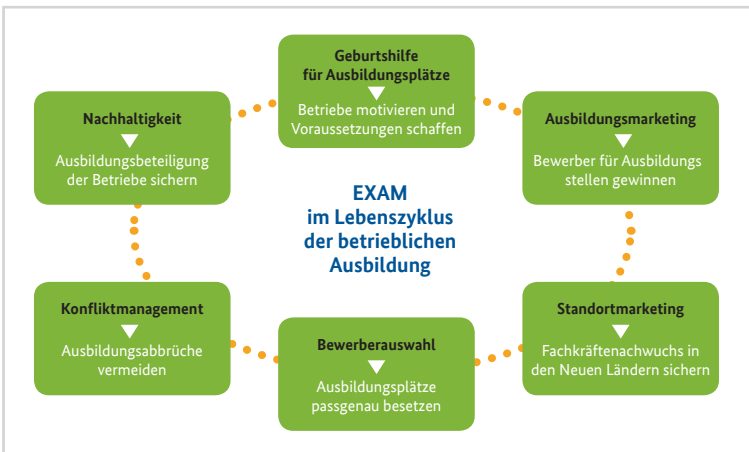 Geburtshilfe
für Ausbildungsplätze
Betriebe motivieren und
Voraussetzungen schaffen
Ausbildungsmarketing
Bewerber für Ausbildungs
stellen gewinnen
Standortmarketing
Fachkräftenachwuchs in
den Neuen Ländern sichern
Bewerberauswahl
Ausbildungsplätze
passgenau besetzen
Konfliktmanagement
Ausbildungsabbrüche
vermeiden
Nachhaltigkeit
Ausbildungsbeteiligung
der Betriebe sichern
EXAM
im Lebenszyklus
der betrieblichen
Ausbildung